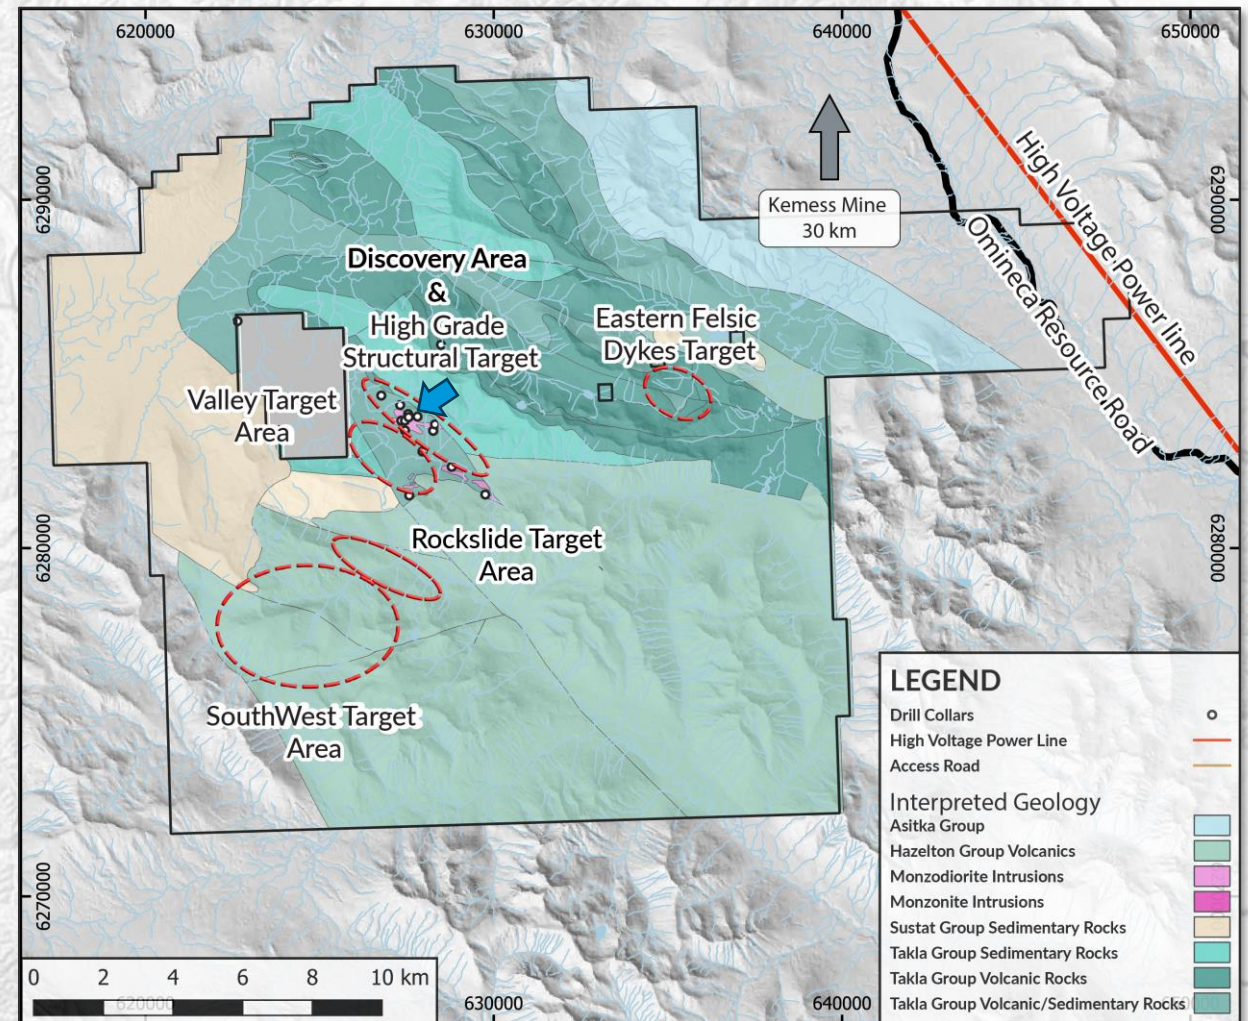 620000
630000
640000
650000
6290000
6290000
High Voltage Power line
Kemess Mine
30 km
Omineca Resource Road
Discovery Area
&
High Grade
Structural Target
Eastern Felsic
Dykes Target
Valley Target
Area
6280000
6280000
Rockslide Target
Area
SouthWest Target
Area
6270000
LEGEND
Drill Collars
High Voltage Power Line
Access Road
Interpreted Geology
Asitka Group
Hazelton Group Volcanics
Monzodiorite Intrusions
Monzonite Intrusions
Sustat Group Sedimentary Rocks
Takla Group Sedimentary Rocks
Takla Group Volcanic Rocks
Takla Group Volcanic/Sedimentary Rocks
0 2 4 6 8 10 km
620000
630000
640000